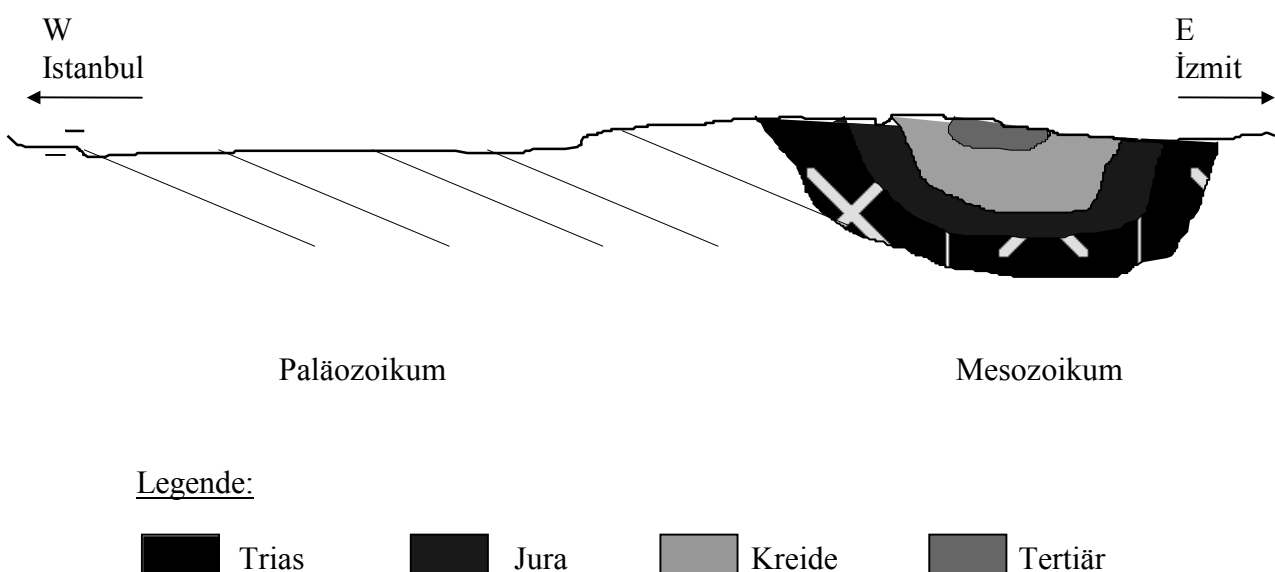 W
Istanbul
E
İzmit
Paläozoikum
Mesozoikum
Legende:
Trias
Jura
Kreide
Tertiär